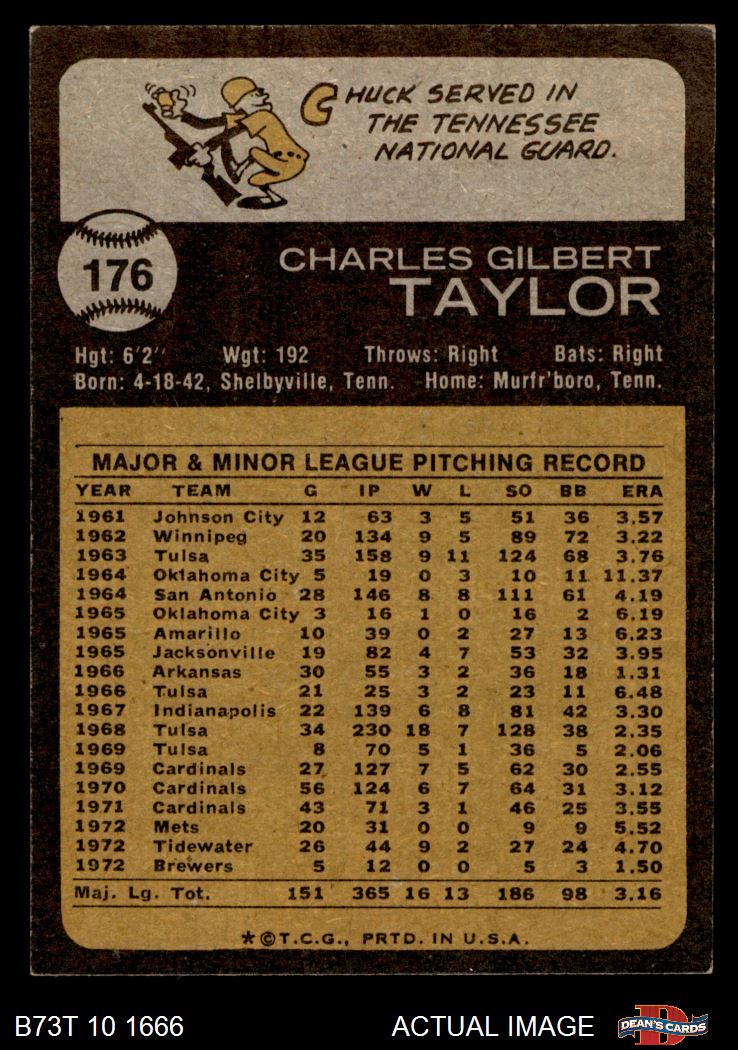 CHUCK SERVED IN
THE TENNESSEE
NATIONAL GUARD.
176
CHARLES GILBERT
TAYLOR
Hgt: 6'2" Wgt: 192 Throws: Right Bats: Right
Born: 4-18-42, Shelbyville, Tenn. Home: Murfr'boro, Tenn.
MAJOR & MINOR LEAGUE PITCHING RECORD
YEAR TEAM G IP W L SO BB ERA
1961 Johnson City 12 63 3 5 51 36 3.57
1962 Winnipeg 20 134 9 5 89 72 3.22
1963 Tulsa 35 158 9 11 124 68 3.76
1964 Oklahoma City 5 19 0 3 10 11 11.37
1964 San Antonio 28 146 8 8 111 61 4.19
1965 Oklahoma City 3 16 1 0 16 2 6.19
1965 Amarillo 10 39 0 2 27 13 6.23
1965 Jacksonville 19 82 4 7 53 32 3.95
1966 Arkansas 30 55 3 2 36 18 1.31
1966 Tulsa 21 25 3 2 23 11 6.48
1967 Indianapolis 22 139 6 8 81 42 3.30
1968 Tulsa 34 230 18 7 128 38 2.35
1969 Tulsa 8 70 5 1 36 5 2.06
1969 Cardinals 27 127 7 5 62 30 2.55
1970 Cardinals 56 124 6 7 64 31 3.12
1971 Cardinals 43 71 3 1 46 25 3.55
1972 Mets 20 31 0 0 9 9 5.52
1972 Tidewater 26 44 9 2 27 24 4.70
1972 Brewers 5 12 0 0 5 3 1.50
Maj. Lg. Tot. 151 365 16 13 186 98 3.16
*©T.C.G., PRTD. IN U.S.A.
B73T 10 1666 ACTUAL IMAGE D DEAN'S CARDS